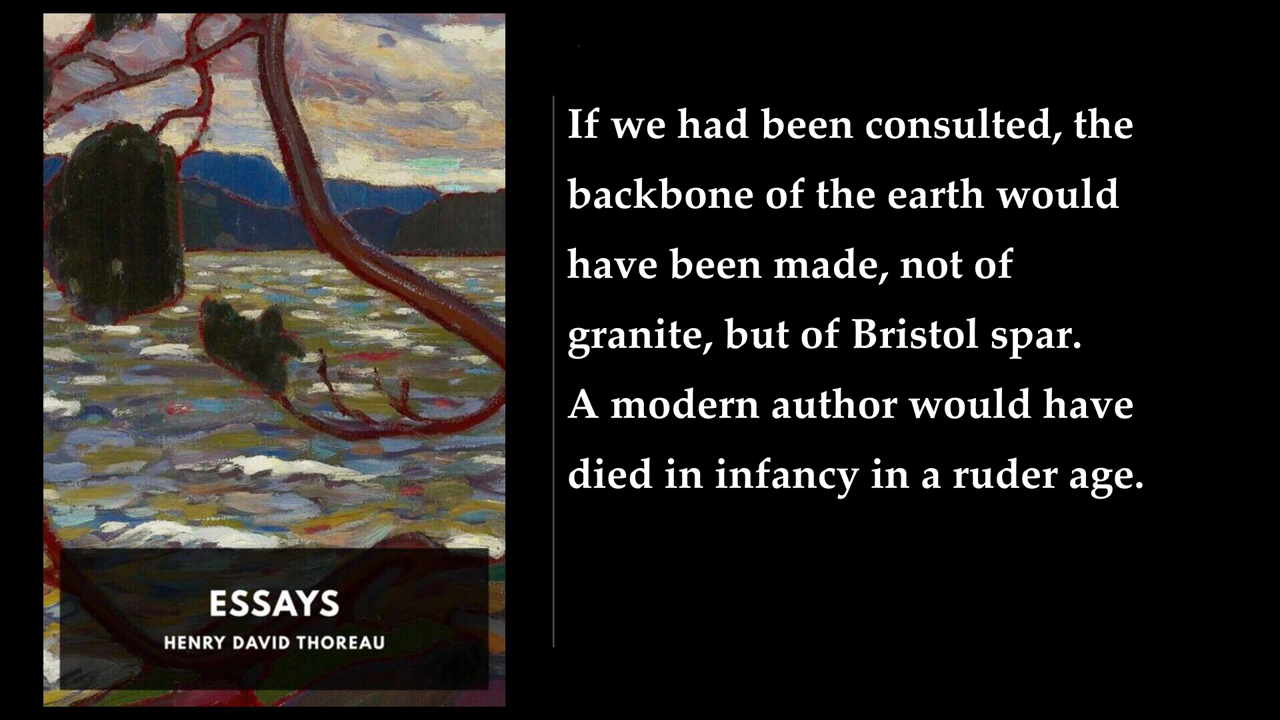 If we had been consulted, the
backbone of the earth would
have been made, not of
granite, but of Bristol spar.
A modern author would have
died in infancy in a ruder age.
ESSAYS
HENRY DAVID THOREAU